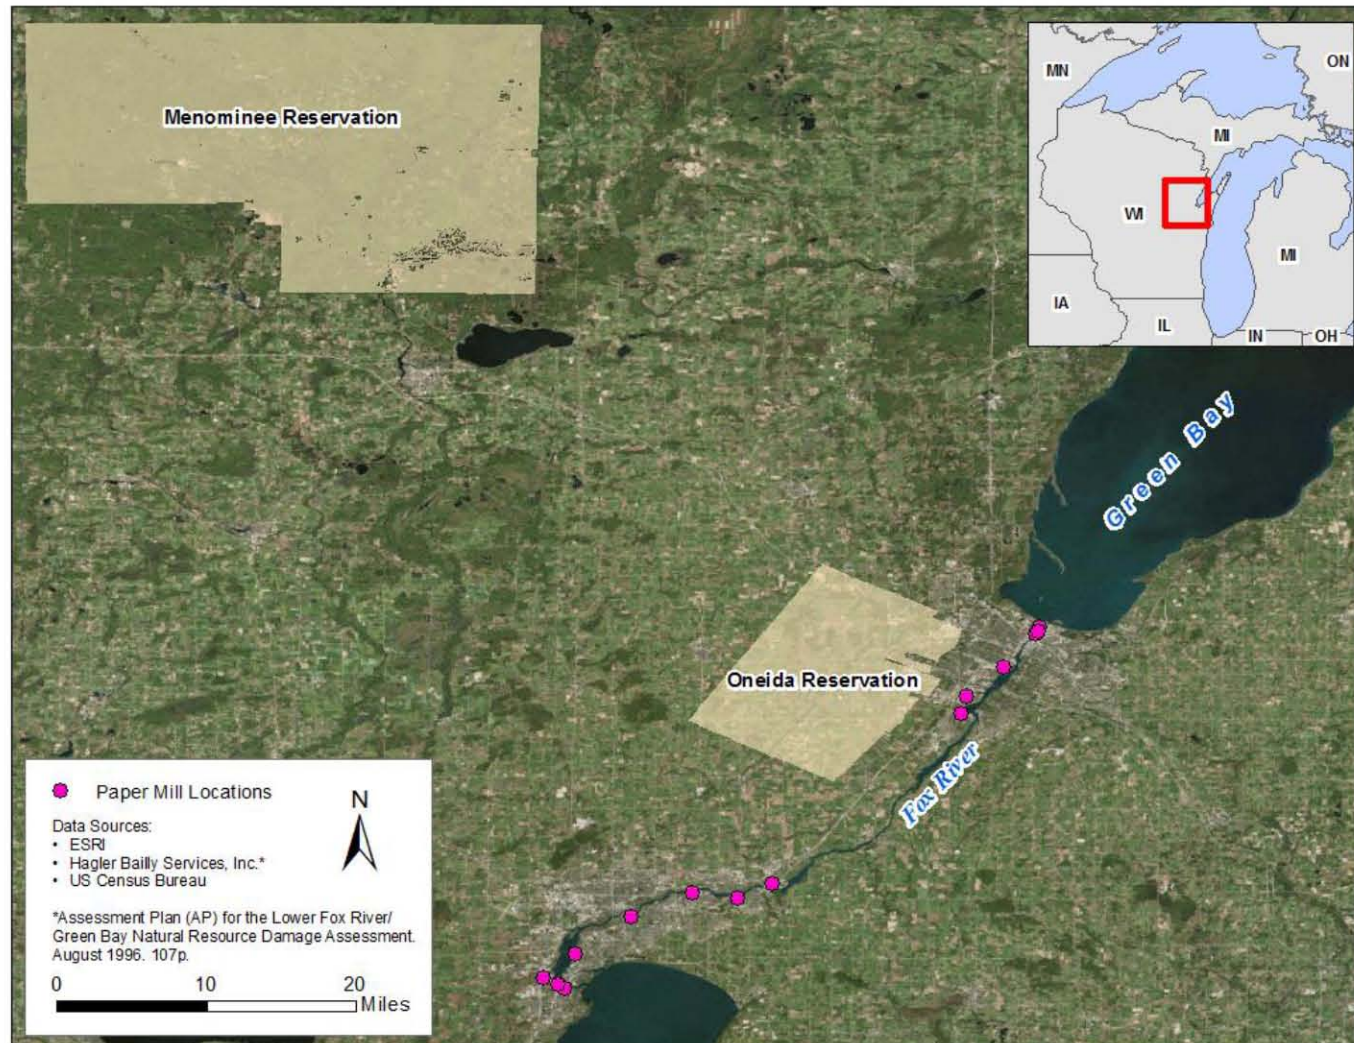 Menominee Reservation
MN
ON
MI
WI
MI
IA
IL
IN
OH
Green Bay
Oneida Reservation
Fox River
Paper Mill Locations
N
Data Sources:
• ESRI
• Hagler Bailly Services, Inc.*
• US Census Bureau
*Assessment Plan (AP) for the Lower Fox River/
Green Bay Natural Resource Damage Assessment.
August 1996. 107p.
0 10 20
Miles